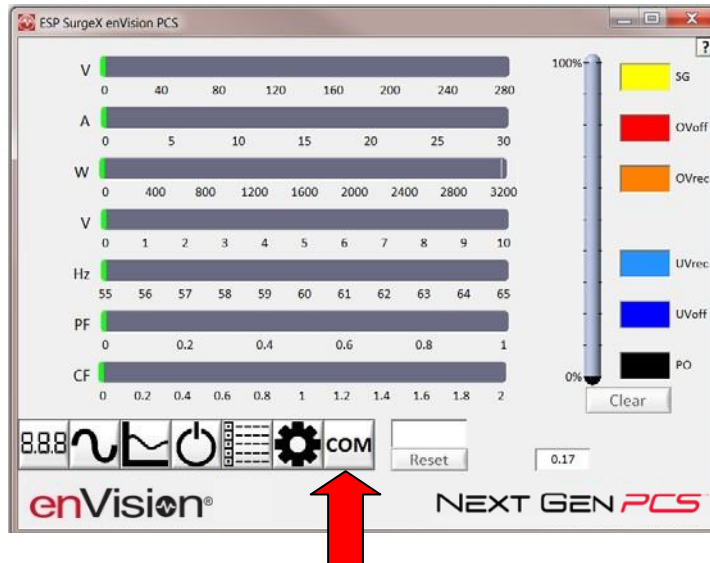 ESP SurgeX enVision PCS
?
V
0 40 80 120 160 200 240 280
A
0 5 10 15 20 25 30
W
0 400 800 1200 1600 2000 2400 2800 3200
V
0 1 2 3 4 5 6 7 8 9 10
Hz
55 56 57 58 59 60 61 62 63 64 65
PF
0 0.2 0.4 0.6 0.8 1
CF
0 0.2 0.4 0.6 0.8 1 1.2 1.4 1.6 1.8 2
100%
0%
SG
OVoff
OVrec
UVrec
UVoff
PO
Clear
8.8.8
COM
Reset
0.17
enVision®
NEXT GEN PCS